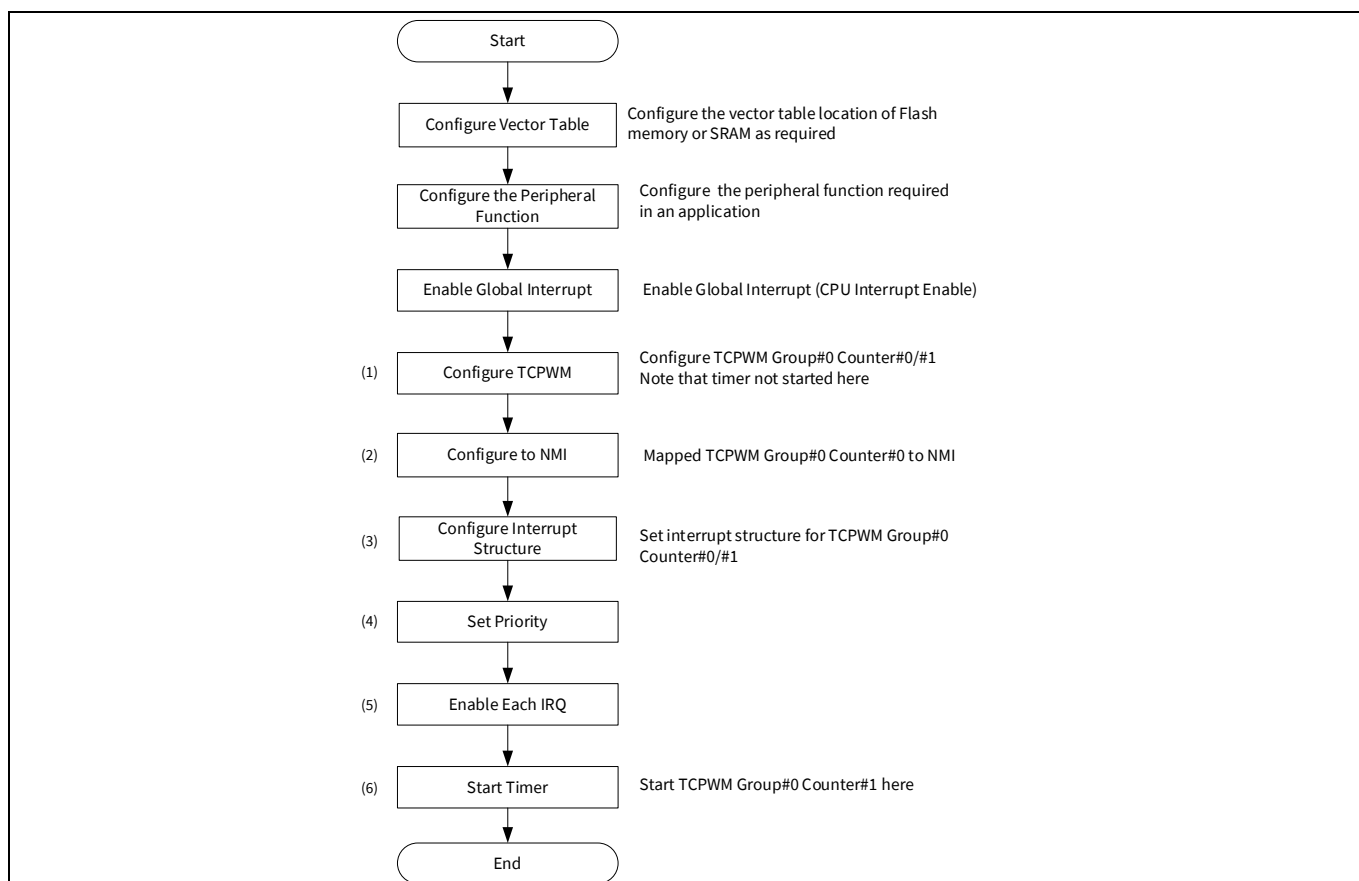 Start
Configure Vector Table
Configure the vector table location of Flash
memory or SRAM as required
Configure the Peripheral
Function
Configure the peripheral function required
in an application
Enable Global Interrupt
Enable Global Interrupt (CPU Interrupt Enable)
(1)
Configure TCPWM
Configure TCPWM Group#0 Counter#0/#1
Note that timer not started here
(2)
Configure to NMI
Mapped TCPWM Group#0 Counter#0 to NMI
(3)
Configure Interrupt
Structure
Set interrupt structure for TCPWM Group#0
Counter#0/#1
(4)
Set Priority
(5)
Enable Each IRQ
(6)
Start Timer
Start TCPWM Group#0 Counter#1 here
End